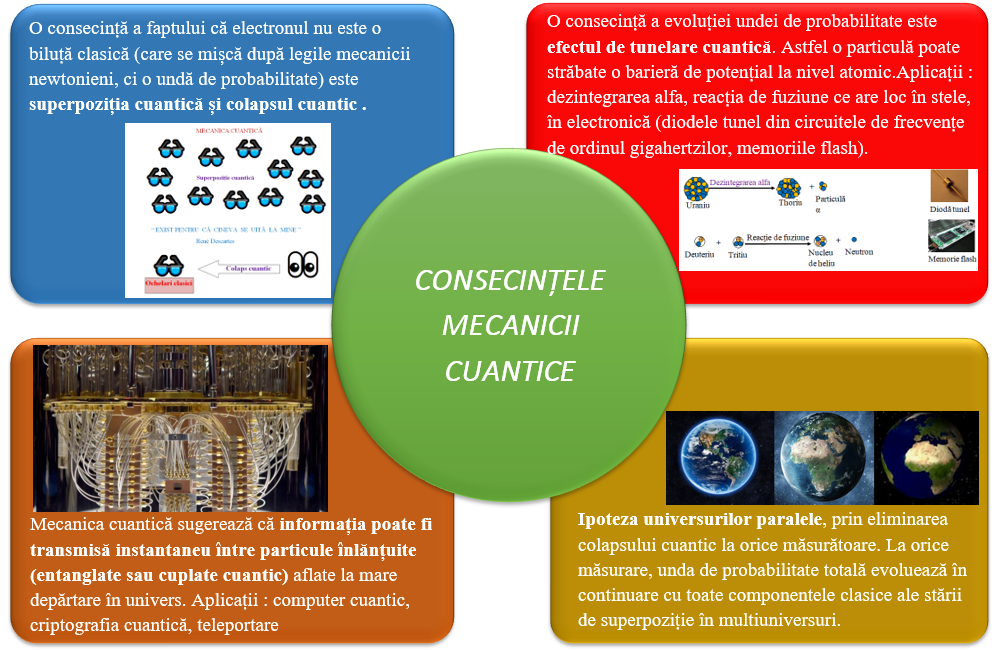 O consecință a faptului că electronul nu este o
biluță clasică (care se mișcă după legile mecanicii
newtonieni, ci o undă de probabilitate) este
superpoziția cuantică și colapsul cuantic .
MECANICA CUANTICĂ
Superpoziție cuantică
“ EXIST PENTRU CĂ CINEVA SE UITĂ LA MINE ”
René Descartes
Colaps cuantic
Ochelari clasici
O consecință a evoluției undei de probabilitate este
efectul de tunelare cuantică. Astfel o particulă poate
străbate o barieră de potențial la nivel atomic.Aplicații :
dezintegrarea alfa, reacția de fuziune ce are loc în stele,
în electronică (diodele tunel din circuitele de frecvențe
de ordinul gigahertzilor, memoriile flash).
Dezintegrarea alfa
+
Uraniu
Thoriu
Particulă
α
Diodă tunel
Reacție de fuziune
+
+
Deuteriu
Tritiu
Nucleu
de heliu
Neutron
Memorie flash
CONSECINȚELE
MECANICII
CUANTICE
Mecanica cuantică sugerează că informația poate fi
transmisă instantaneu între particule înlănțuite
(entanglate sau cuplate cuantic) aflate la mare
depărtare în univers. Aplicații : computer cuantic,
criptografia cuantică, teleportare
Ipoteza universurilor paralele, prin eliminarea
colapsului cuantic la orice măsurătoare. La orice
măsurare, unda de probabilitate totală evoluează în
continuare cu toate componentele clasice ale stării
de superpoziție în multiuniversuri.